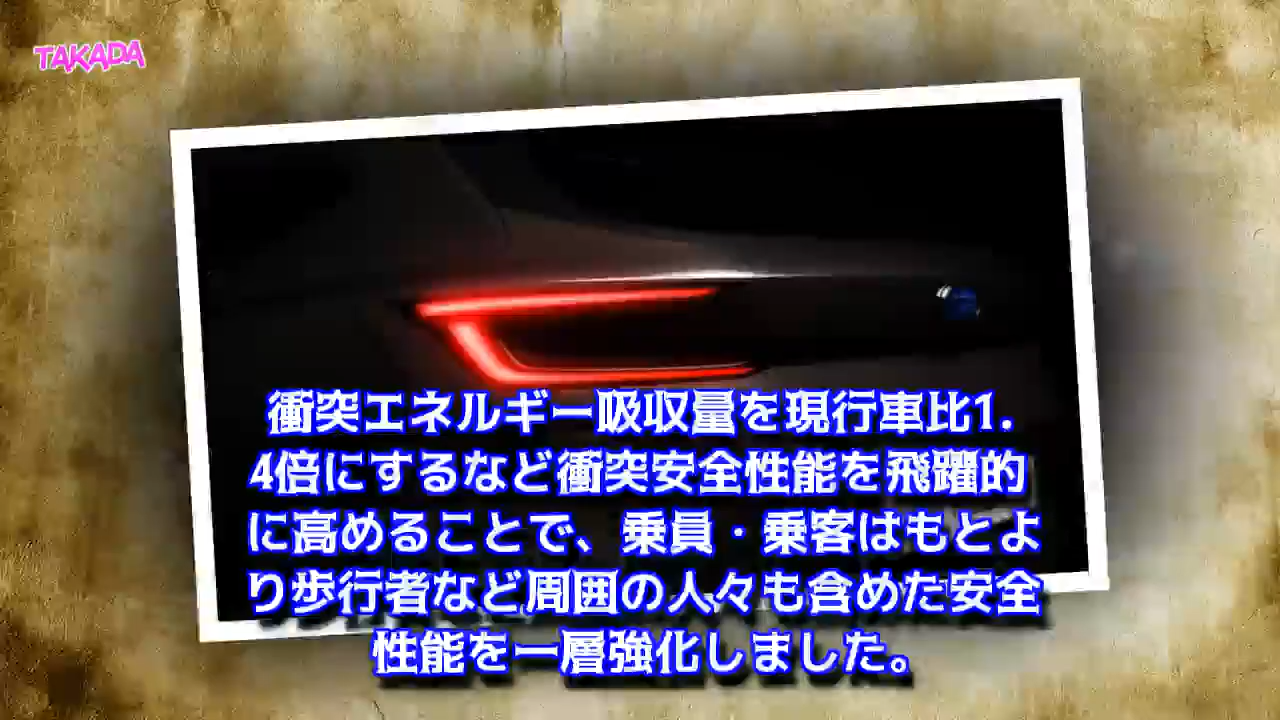 TAKADA
衝突エネルギー吸収量を現行車比1.
4倍にするなど衝突安全性能を飛躍的
に高めることで、乗員・乗客はもとよ
り歩行者など周囲の人々も含めた安全
性能を一層強化しました。